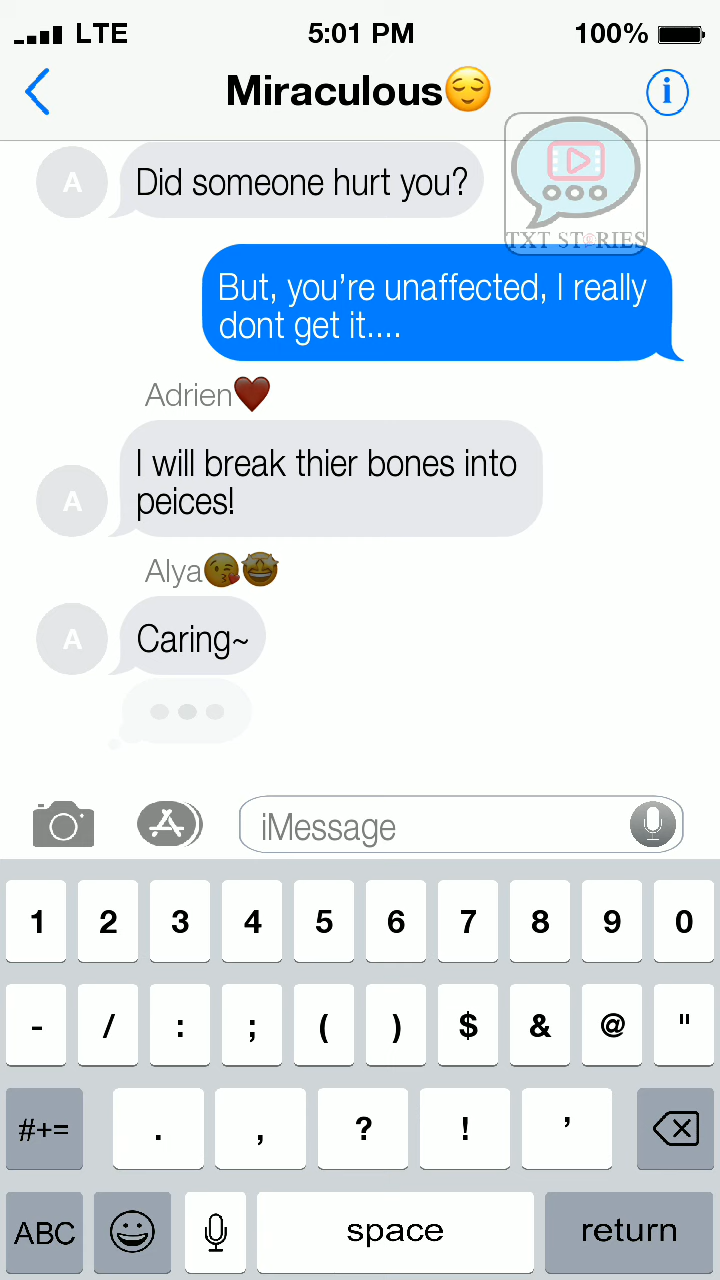 LTE 5:01 PM 100%
Miraculous😌
A
Did someone hurt you?
TXT STORIES
But, you’re unaffected, I really
dont get it....
Adrien❤️
A
I will break thier bones into
peices!
Alya😘🤩
A
Caring~
iMessage
1 2 3 4 5 6 7 8 9 0
- / : ; ( ) $ & @ "
#+= . , ? ! ’
ABC space return